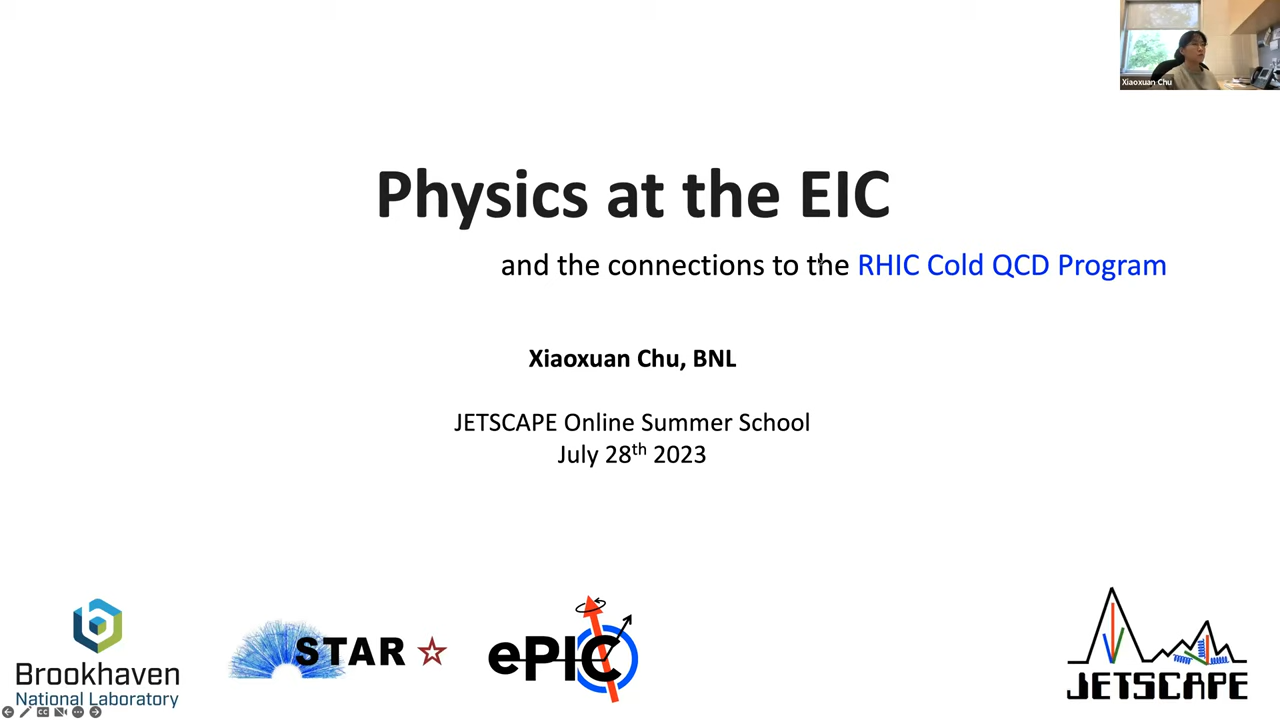 Xiaoxuan Chu
Physics at the EIC
and the connections to the RHIC Cold QCD Program
Xiaoxuan Chu, BNL
JETSCAPE Online Summer School
July 28th 2023
Brookhaven
National Laboratory
STAR
ePIC
JETSCAPE